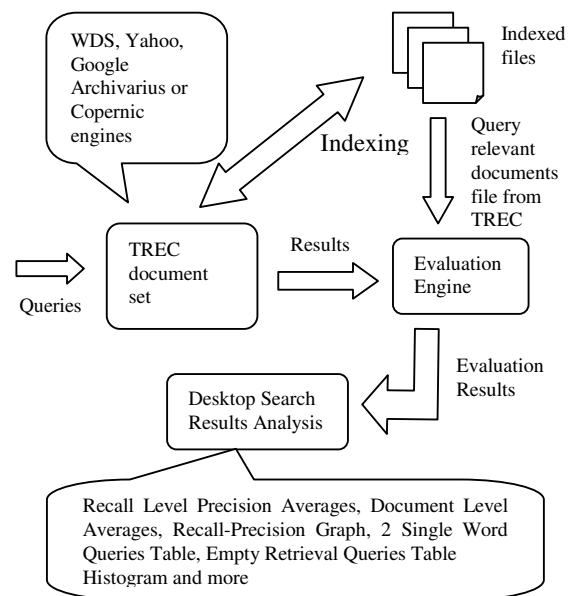 WDS, Yahoo,
Google
Archivarius or
Copernic
engines
Indexed
files
Indexing
Query
relevant
documents
file from
TREC
Queries
TREC
document
set
Results
Evaluation
Engine
Evaluation
Results
Desktop Search
Results Analysis
Recall Level Precision Averages, Document Level
Averages, Recall-Precision Graph, 2 Single Word
Queries Table, Empty Retrieval Queries Table
Histogram and more